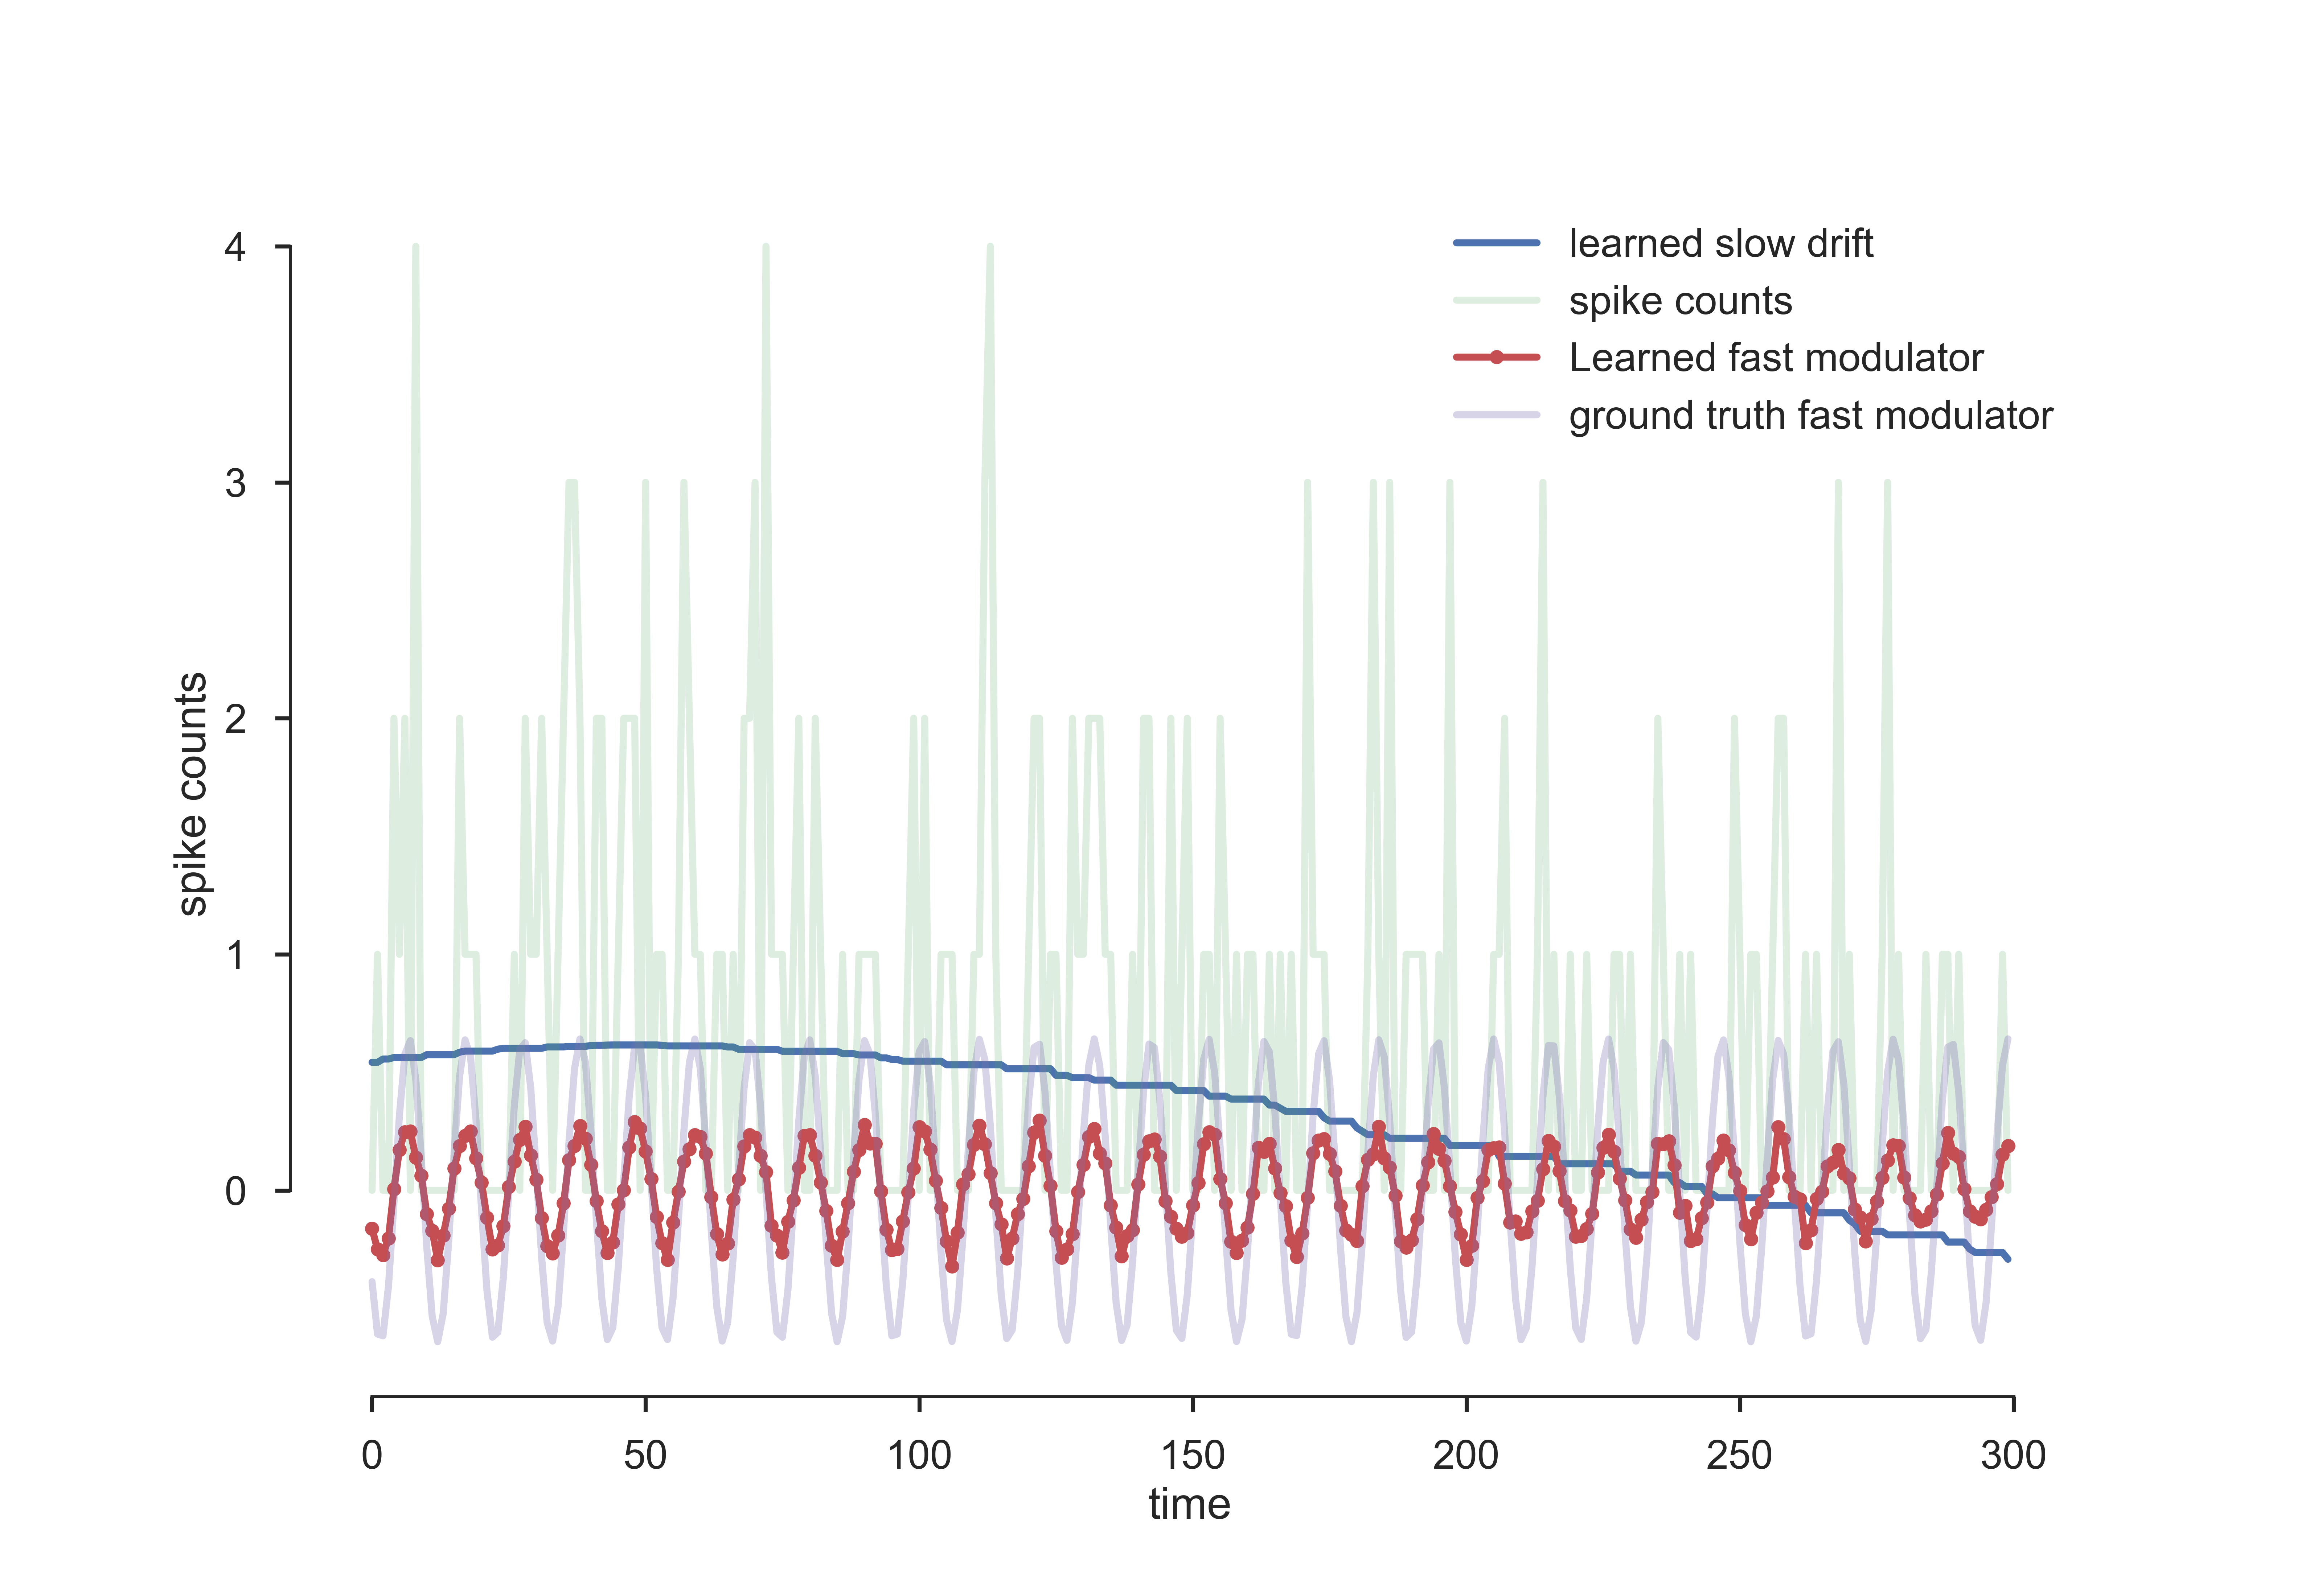 learned slow drift
spike counts
Learned fast modulator
ground truth fast modulator
4
3
2
1
0
spike counts
0 50 100 150 200 250 300
time